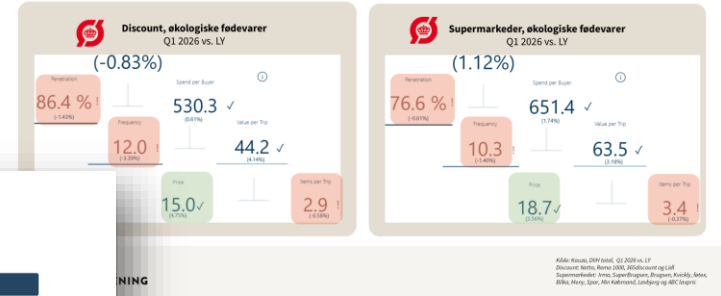 Discount, økologiske fødevarer
Q1 2026 vs. LY
(-0.83%)
Penetration
Spend per Buyer
86.4 % !
530.3 ✓
(-1.43%)
(0.61%)
Frequency
Value per Trip
12.0 !
44.2 ✓
(4.14%)
Price
Items per Trip
15.0 ✓
2.9 !
(4.75%)
(-0.58%)
Supermarkeder, økologiske fødevarer
Q1 2026 vs. LY
(1.12%)
Penetration
Spend per Buyer
76.6 % !
651.4 ✓
(-0.61%)
(1.74%)
Frequency
Value per Trip
10.3 !
63.5 ✓
(-1.40%)
(3.18%)
Price
Items per Trip
18.7 ✓
3.4 !
(3.56%)
(-0.37%)
NING
Kilde: Kauza, DVH total, Q1 2026 vs. LY
Discount: Netto, Rema 1000, 365discount og Lidl
Supermarkedet: Irma, SuperBrugsen, Brugsen, Kvickly, føtex,
Bilka, Meny, Spar, Min Købmand, Løvbjerg og ABC Lavpris